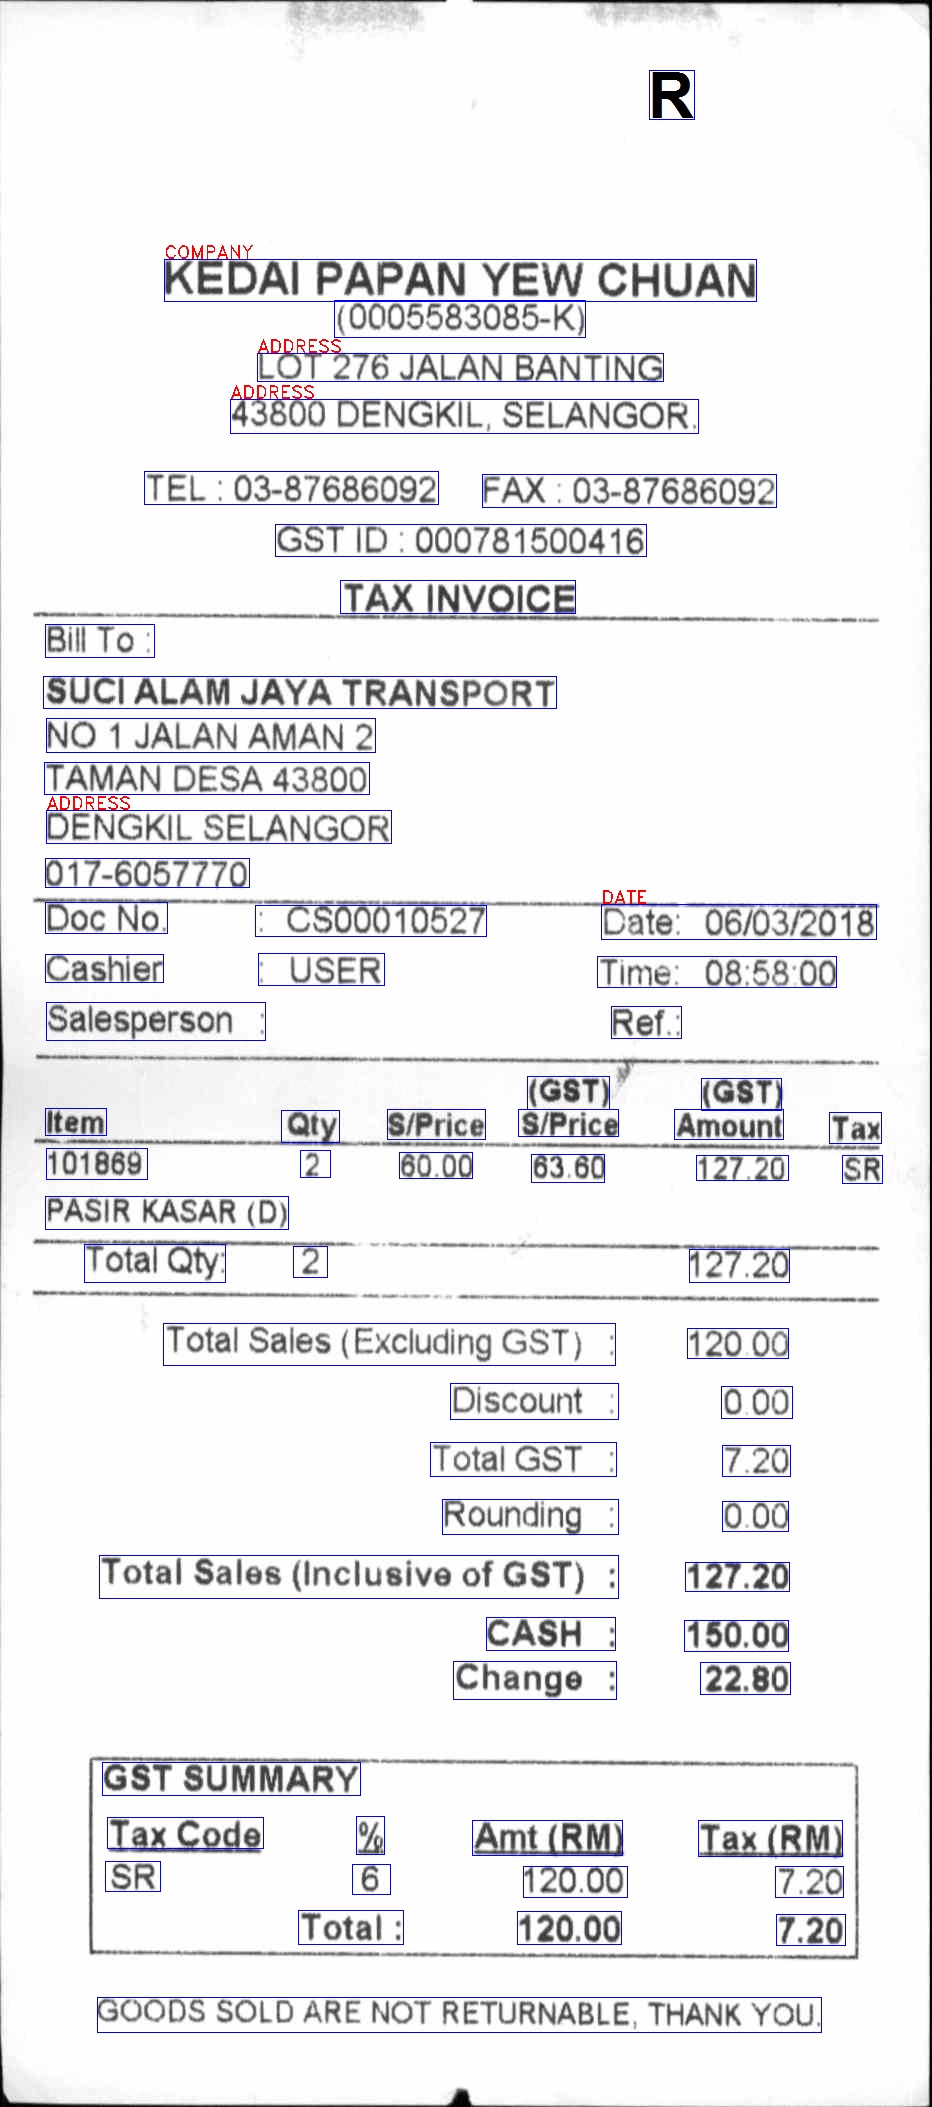 R
COMPANY
KEDAI PAPAN YEW CHUAN
(0005583085-K)
ADDRESS
LOT 276 JALAN BANTING
ADDRESS
43800 DENGKIL, SELANGOR.
TEL : 03-87686092 FAX : 03-87686092
GST ID : 000781500416
TAX INVOICE
Bill To :
SUCI ALAM JAYA TRANSPORT
NO 1 JALAN AMAN 2
TAMAN DESA 43800
ADDRESS
DENGKIL SELANGOR
017-6057770
DATE
Doc No. : CS00010527 Date: 06/03/2018
Cashier : USER Time: 08:58:00
Salesperson : Ref.:
(GST) (GST)
Item Qty S/Price S/Price Amount Tax
101869 2 60.00 63.60 127.20 SR
PASIR KASAR (D)
Total Qty: 2 127.20
Total Sales (Excluding GST) : 120.00
Discount : 0.00
Total GST : 7.20
Rounding : 0.00
Total Sales (Inclusive of GST) : 127.20
CASH : 150.00
Change : 22.80
GST SUMMARY
Tax Code % Amt (RM) Tax (RM)
SR 6 120.00 7.20
Total : 120.00 7.20
GOODS SOLD ARE NOT RETURNABLE, THANK YOU.